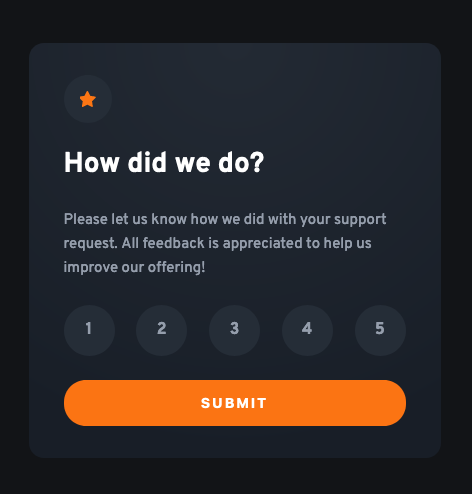 How did we do?
Please let us know how we did with your support
request. All feedback is appreciated to help us
improve our offering!
1 2 3 4 5
SUBMIT